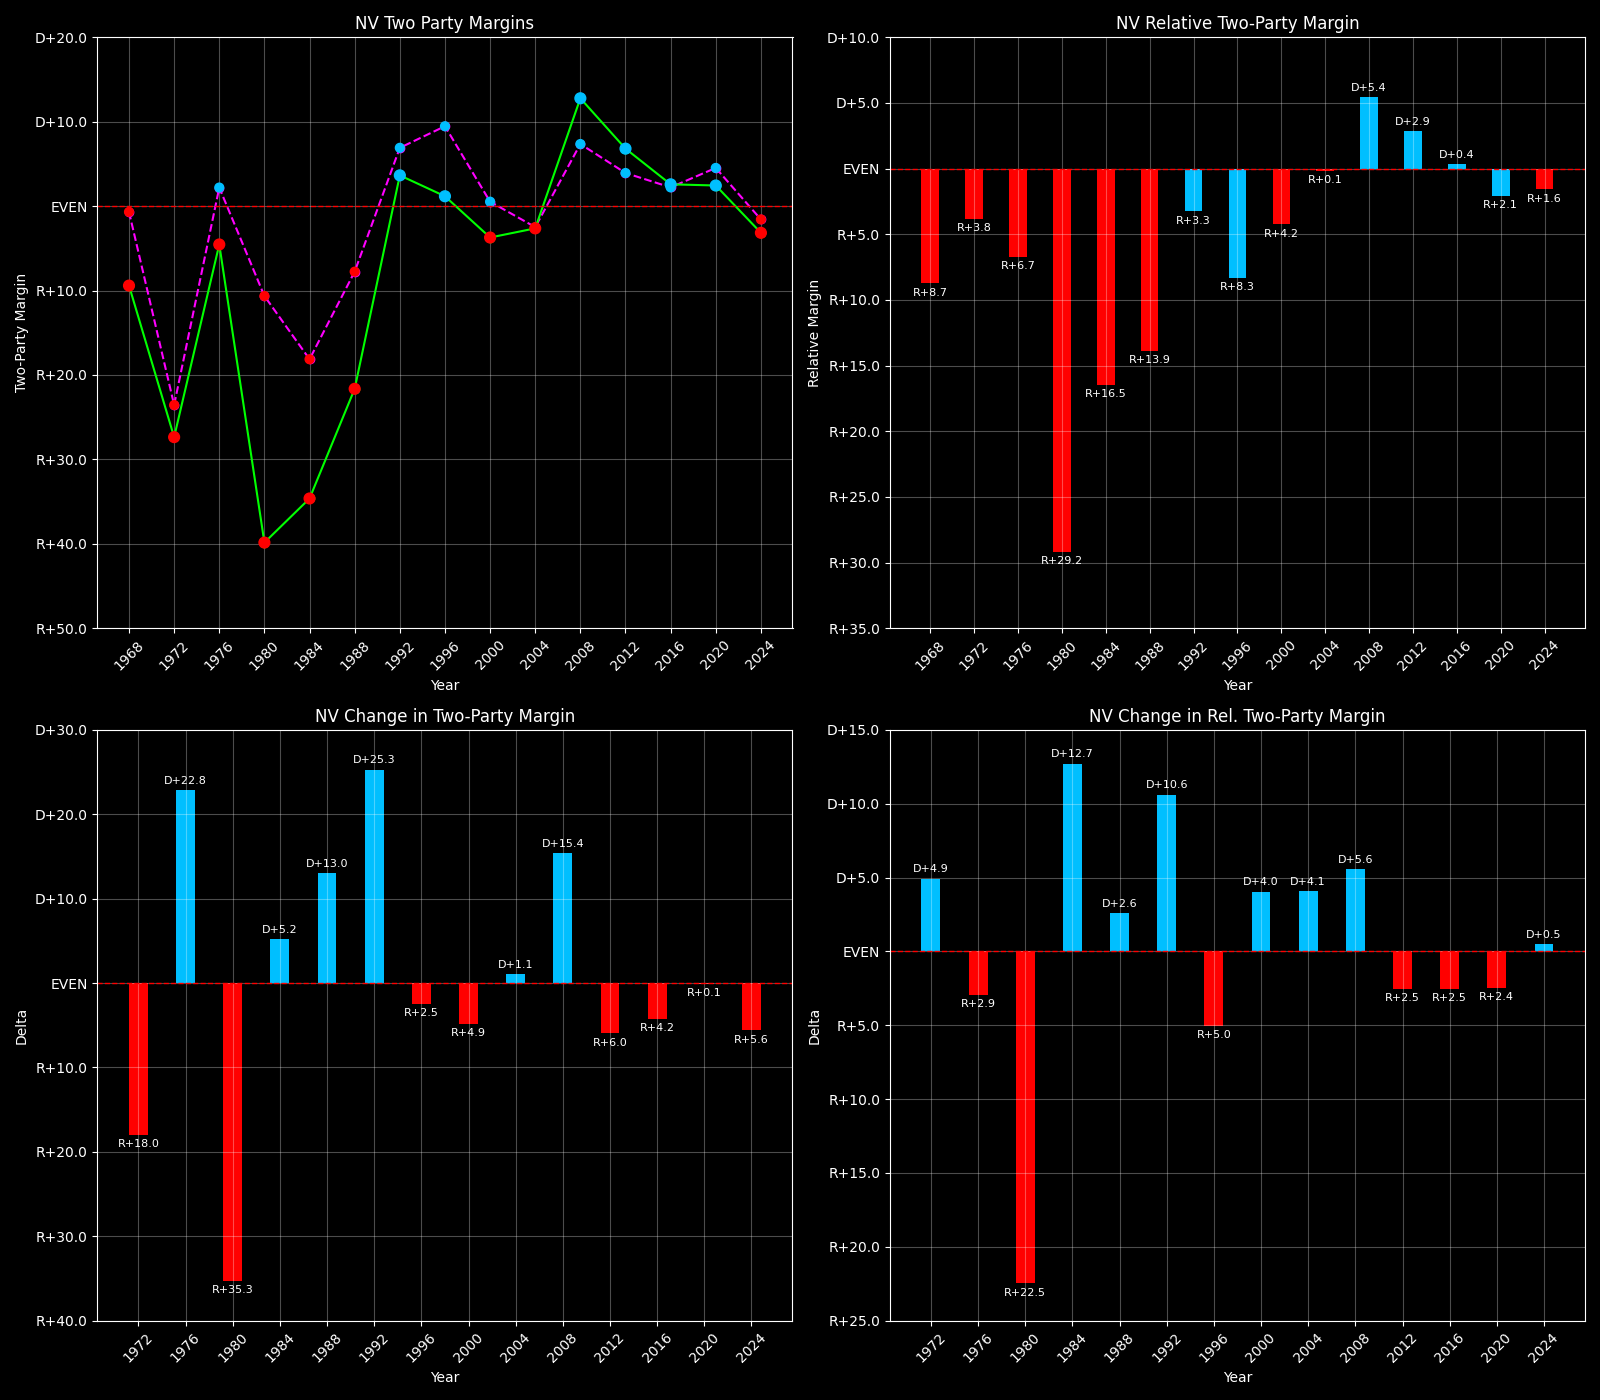 NV Two Party Margins
D+20.0
D+10.0
EVEN
R+10.0
R+20.0
R+30.0
R+40.0
R+50.0
Two-Party Margin
1968 1972 1976 1980 1984 1988 1992 1996 2000 2004 2008 2012 2016 2020 2024
Year
NV Relative Two-Party Margin
D+10.0
D+5.0
EVEN
R+5.0
R+10.0
R+15.0
R+20.0
R+25.0
R+30.0
R+35.0
Relative Margin
R+8.7
R+3.8
R+6.7
R+29.2
R+16.5
R+13.9
R+3.3
R+8.3
R+4.2
R+0.1
D+5.4
D+2.9
D+0.4
R+2.1
R+1.6
1968 1972 1976 1980 1984 1988 1992 1996 2000 2004 2008 2012 2016 2020 2024
Year
NV Change in Two-Party Margin
D+30.0
D+20.0
D+10.0
EVEN
R+10.0
R+20.0
R+30.0
R+40.0
Delta
R+18.0
D+22.8
R+35.3
D+5.2
D+13.0
D+25.3
R+2.5
R+4.9
D+1.1
D+15.4
R+6.0
R+4.2
R+0.1
R+5.6
1972 1976 1980 1984 1988 1992 1996 2000 2004 2008 2012 2016 2020 2024
Year
NV Change in Rel. Two-Party Margin
D+15.0
D+10.0
D+5.0
EVEN
R+5.0
R+10.0
R+15.0
R+20.0
R+25.0
Delta
D+4.9
R+2.9
R+22.5
D+12.7
D+2.6
D+10.6
R+5.0
D+4.0
D+4.1
D+5.6
R+2.5
R+2.5
R+2.4
D+0.5
1972 1976 1980 1984 1988 1992 1996 2000 2004 2008 2012 2016 2020 2024
Year